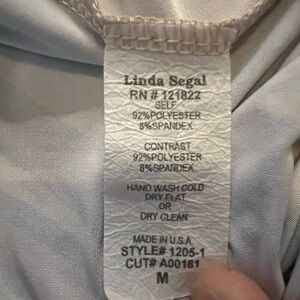 Linda Segal
RN # 121822
SELF
92%POLYESTER
8%SPANDEX
CONTRAST
92%POLYESTER
8%SPANDEX
HAND WASH COLD
DRY FLAT
OR
DRY CLEAN
MADE IN U.S.A
STYLE# 1205-1
CUT# A00181
M